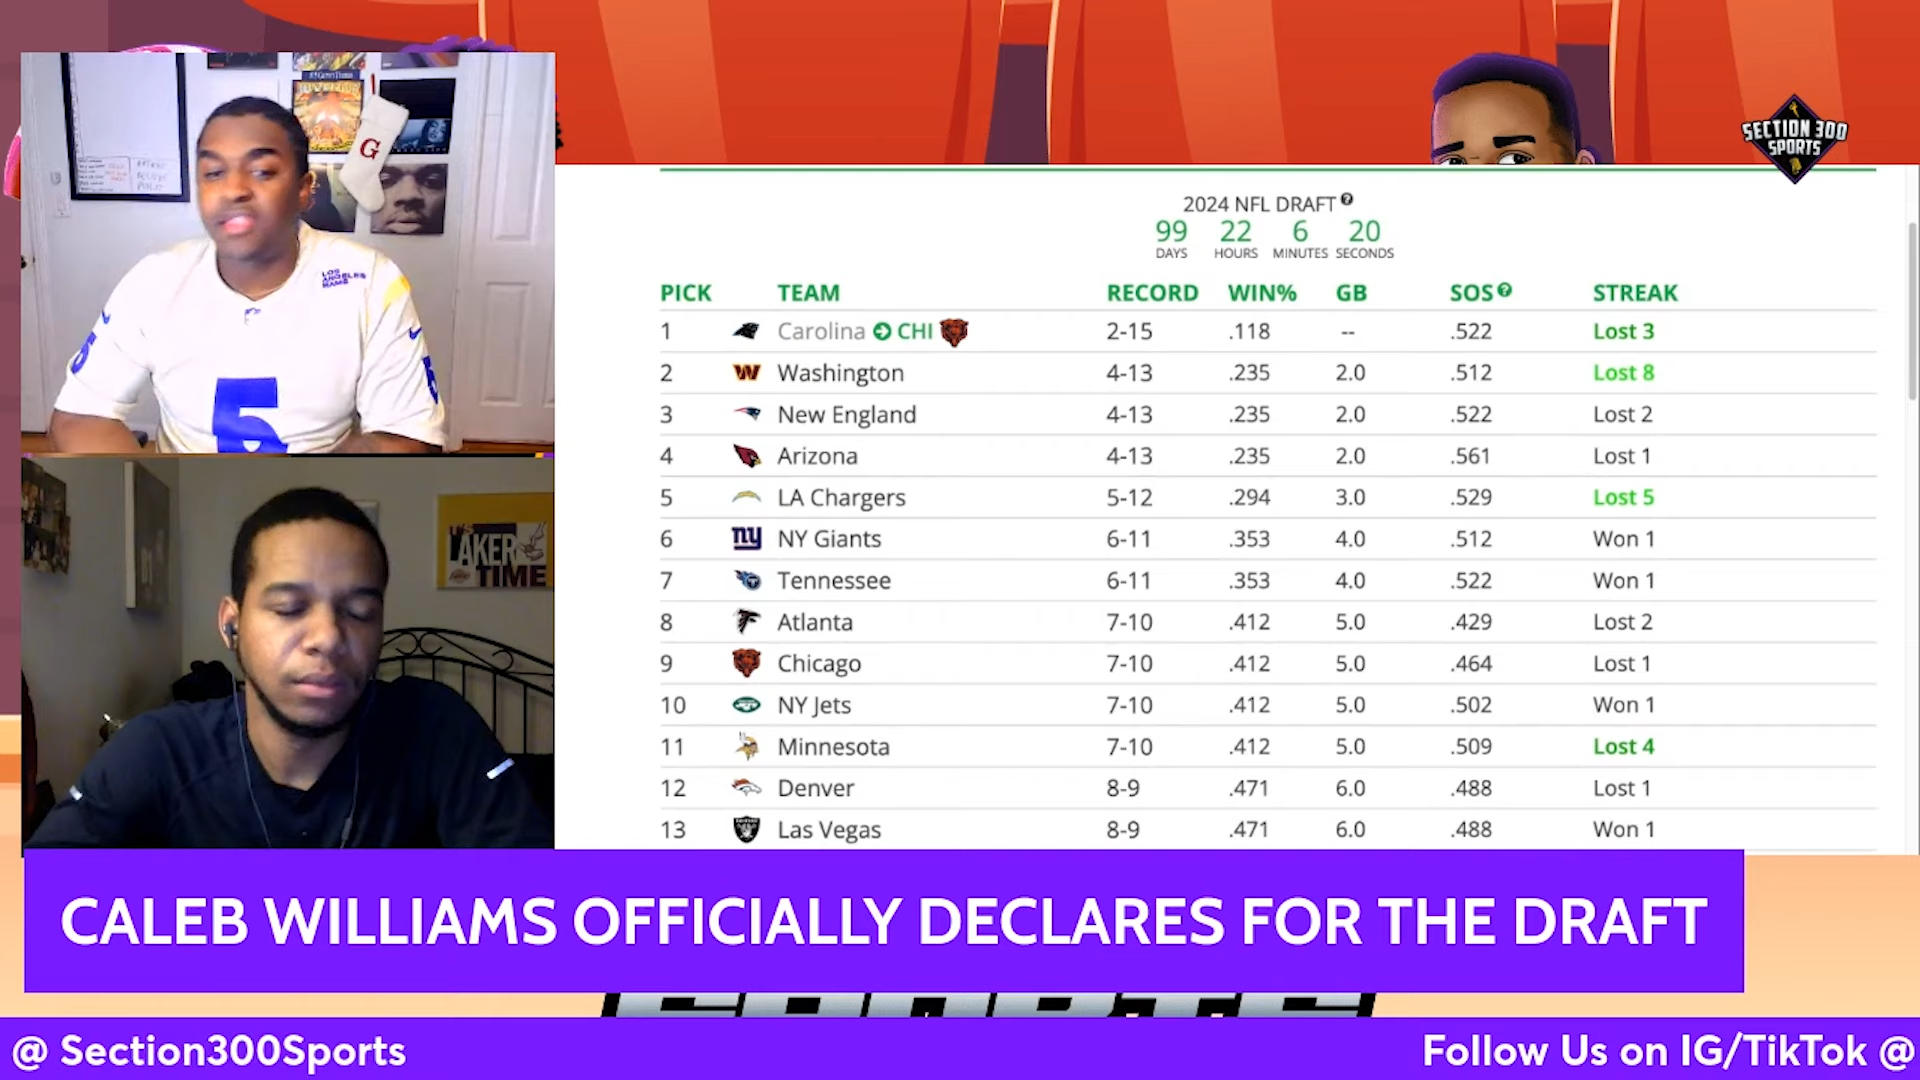 SECTION 300
SPORTS
G
LOS
ANGELES
RAMS
5
LAKER
TIME
2024 NFL DRAFT
99 22 6 20
DAYS HOURS MINUTES SECONDS
PICK TEAM RECORD WIN% GB SOS STREAK
1 Carolina CHI 2-15 .118 -- .522 Lost 3
2 Washington 4-13 .235 2.0 .512 Lost 8
3 New England 4-13 .235 2.0 .522 Lost 2
4 Arizona 4-13 .235 2.0 .561 Lost 1
5 LA Chargers 5-12 .294 3.0 .529 Lost 5
6 ny NY Giants 6-11 .353 4.0 .512 Won 1
7 Tennessee 6-11 .353 4.0 .522 Won 1
8 Atlanta 7-10 .412 5.0 .429 Lost 2
9 Chicago 7-10 .412 5.0 .464 Lost 1
10 NY Jets 7-10 .412 5.0 .502 Won 1
11 Minnesota 7-10 .412 5.0 .509 Lost 4
12 Denver 8-9 .471 6.0 .488 Lost 1
13 Las Vegas 8-9 .471 6.0 .488 Won 1
CALEB WILLIAMS OFFICIALLY DECLARES FOR THE DRAFT
@ Section300Sports
Follow Us on IG/TikTok @